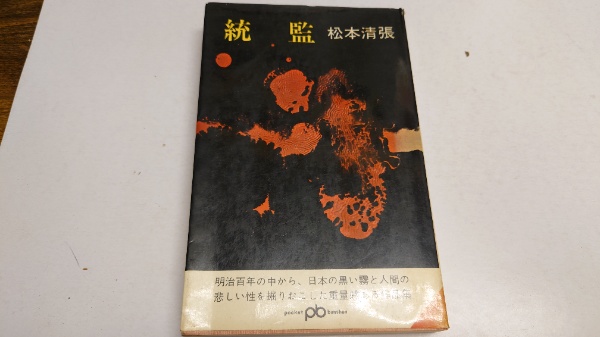 統監 松本清張
明治百年の中から、日本の黒い霧と人間の
悲しい性を掘りおこした重量
pocket pb bunshun